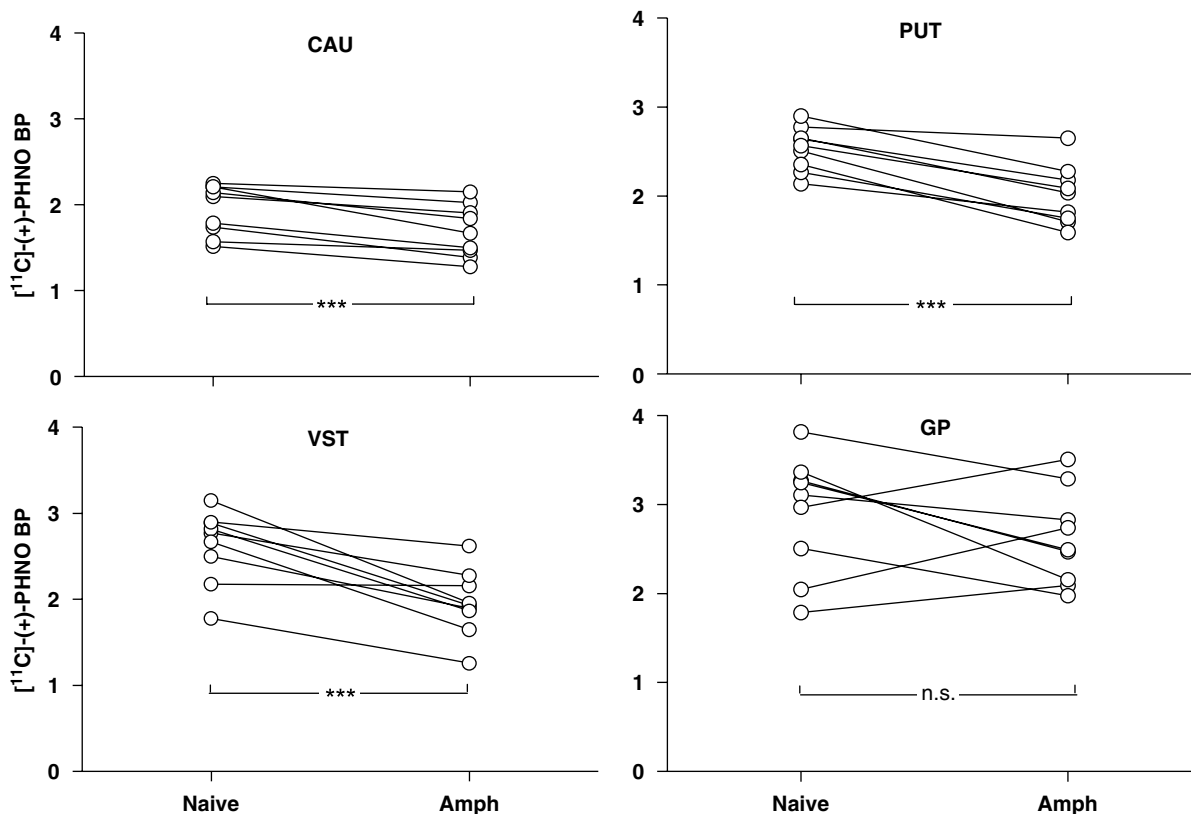 CAU
[¹¹C]-(+)-PHNO BP
4
3
2
1
0
***
PUT
4
3
2
1
0
***
VST
[¹¹C]-(+)-PHNO BP
4
3
2
1
0
***
Naive Amph
GP
4
3
2
1
0
n.s.
Naive Amph